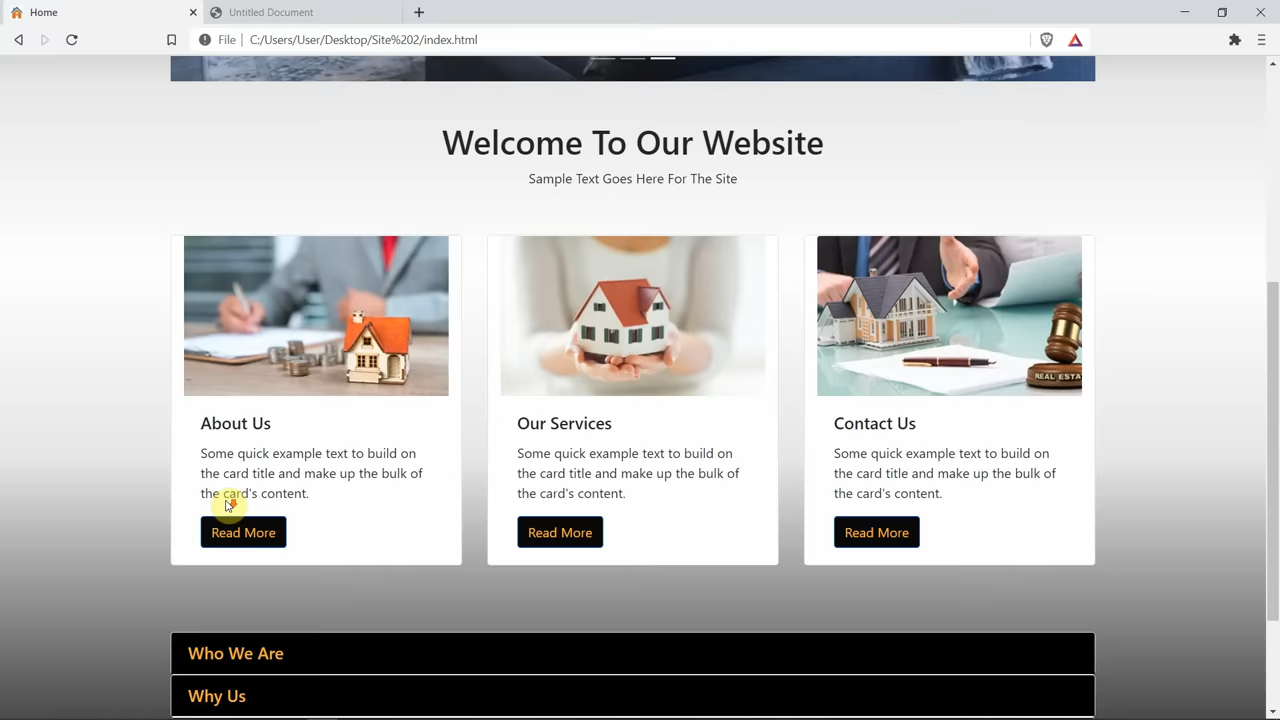 Home
Untitled Document
File
C:/Users/User/Desktop/Site%202/index.html
Welcome To Our Website
Sample Text Goes Here For The Site
REAL ESTA
About Us
Some quick example text to build on
the card title and make up the bulk of
the card's content.
Read More
Our Services
Some quick example text to build on
the card title and make up the bulk of
the card's content.
Read More
Contact Us
Some quick example text to build on
the card title and make up the bulk of
the card's content.
Read More
Who We Are
Why Us